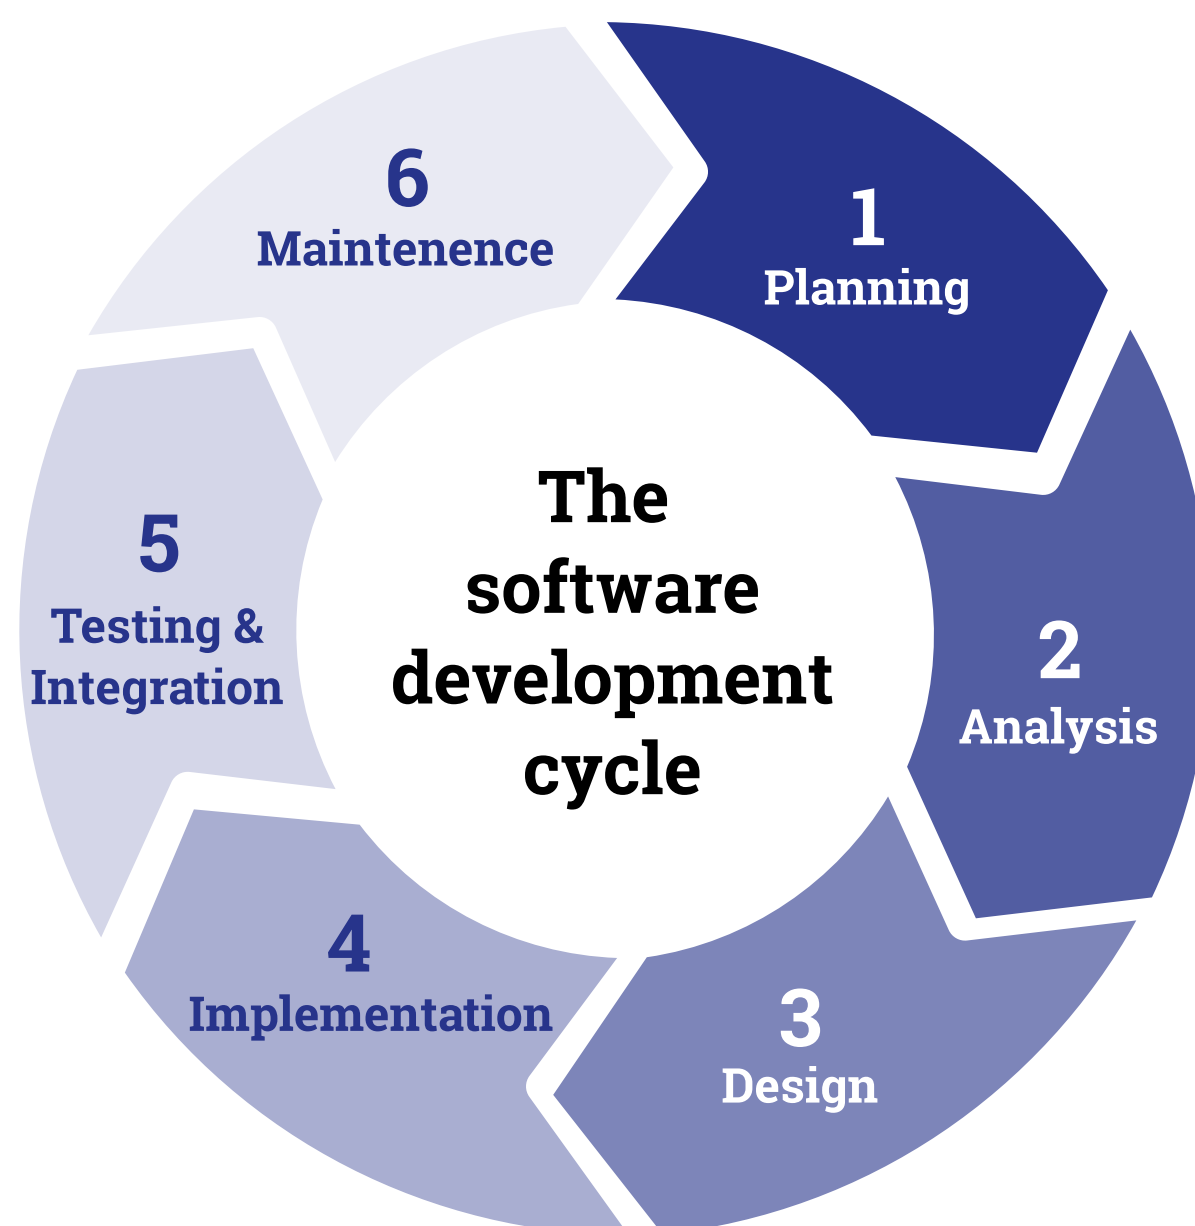 The
software
development
cycle
1
Planning
2
Analysis
3
Design
4
Implementation
5
Testing &
Integration
6
Maintenence